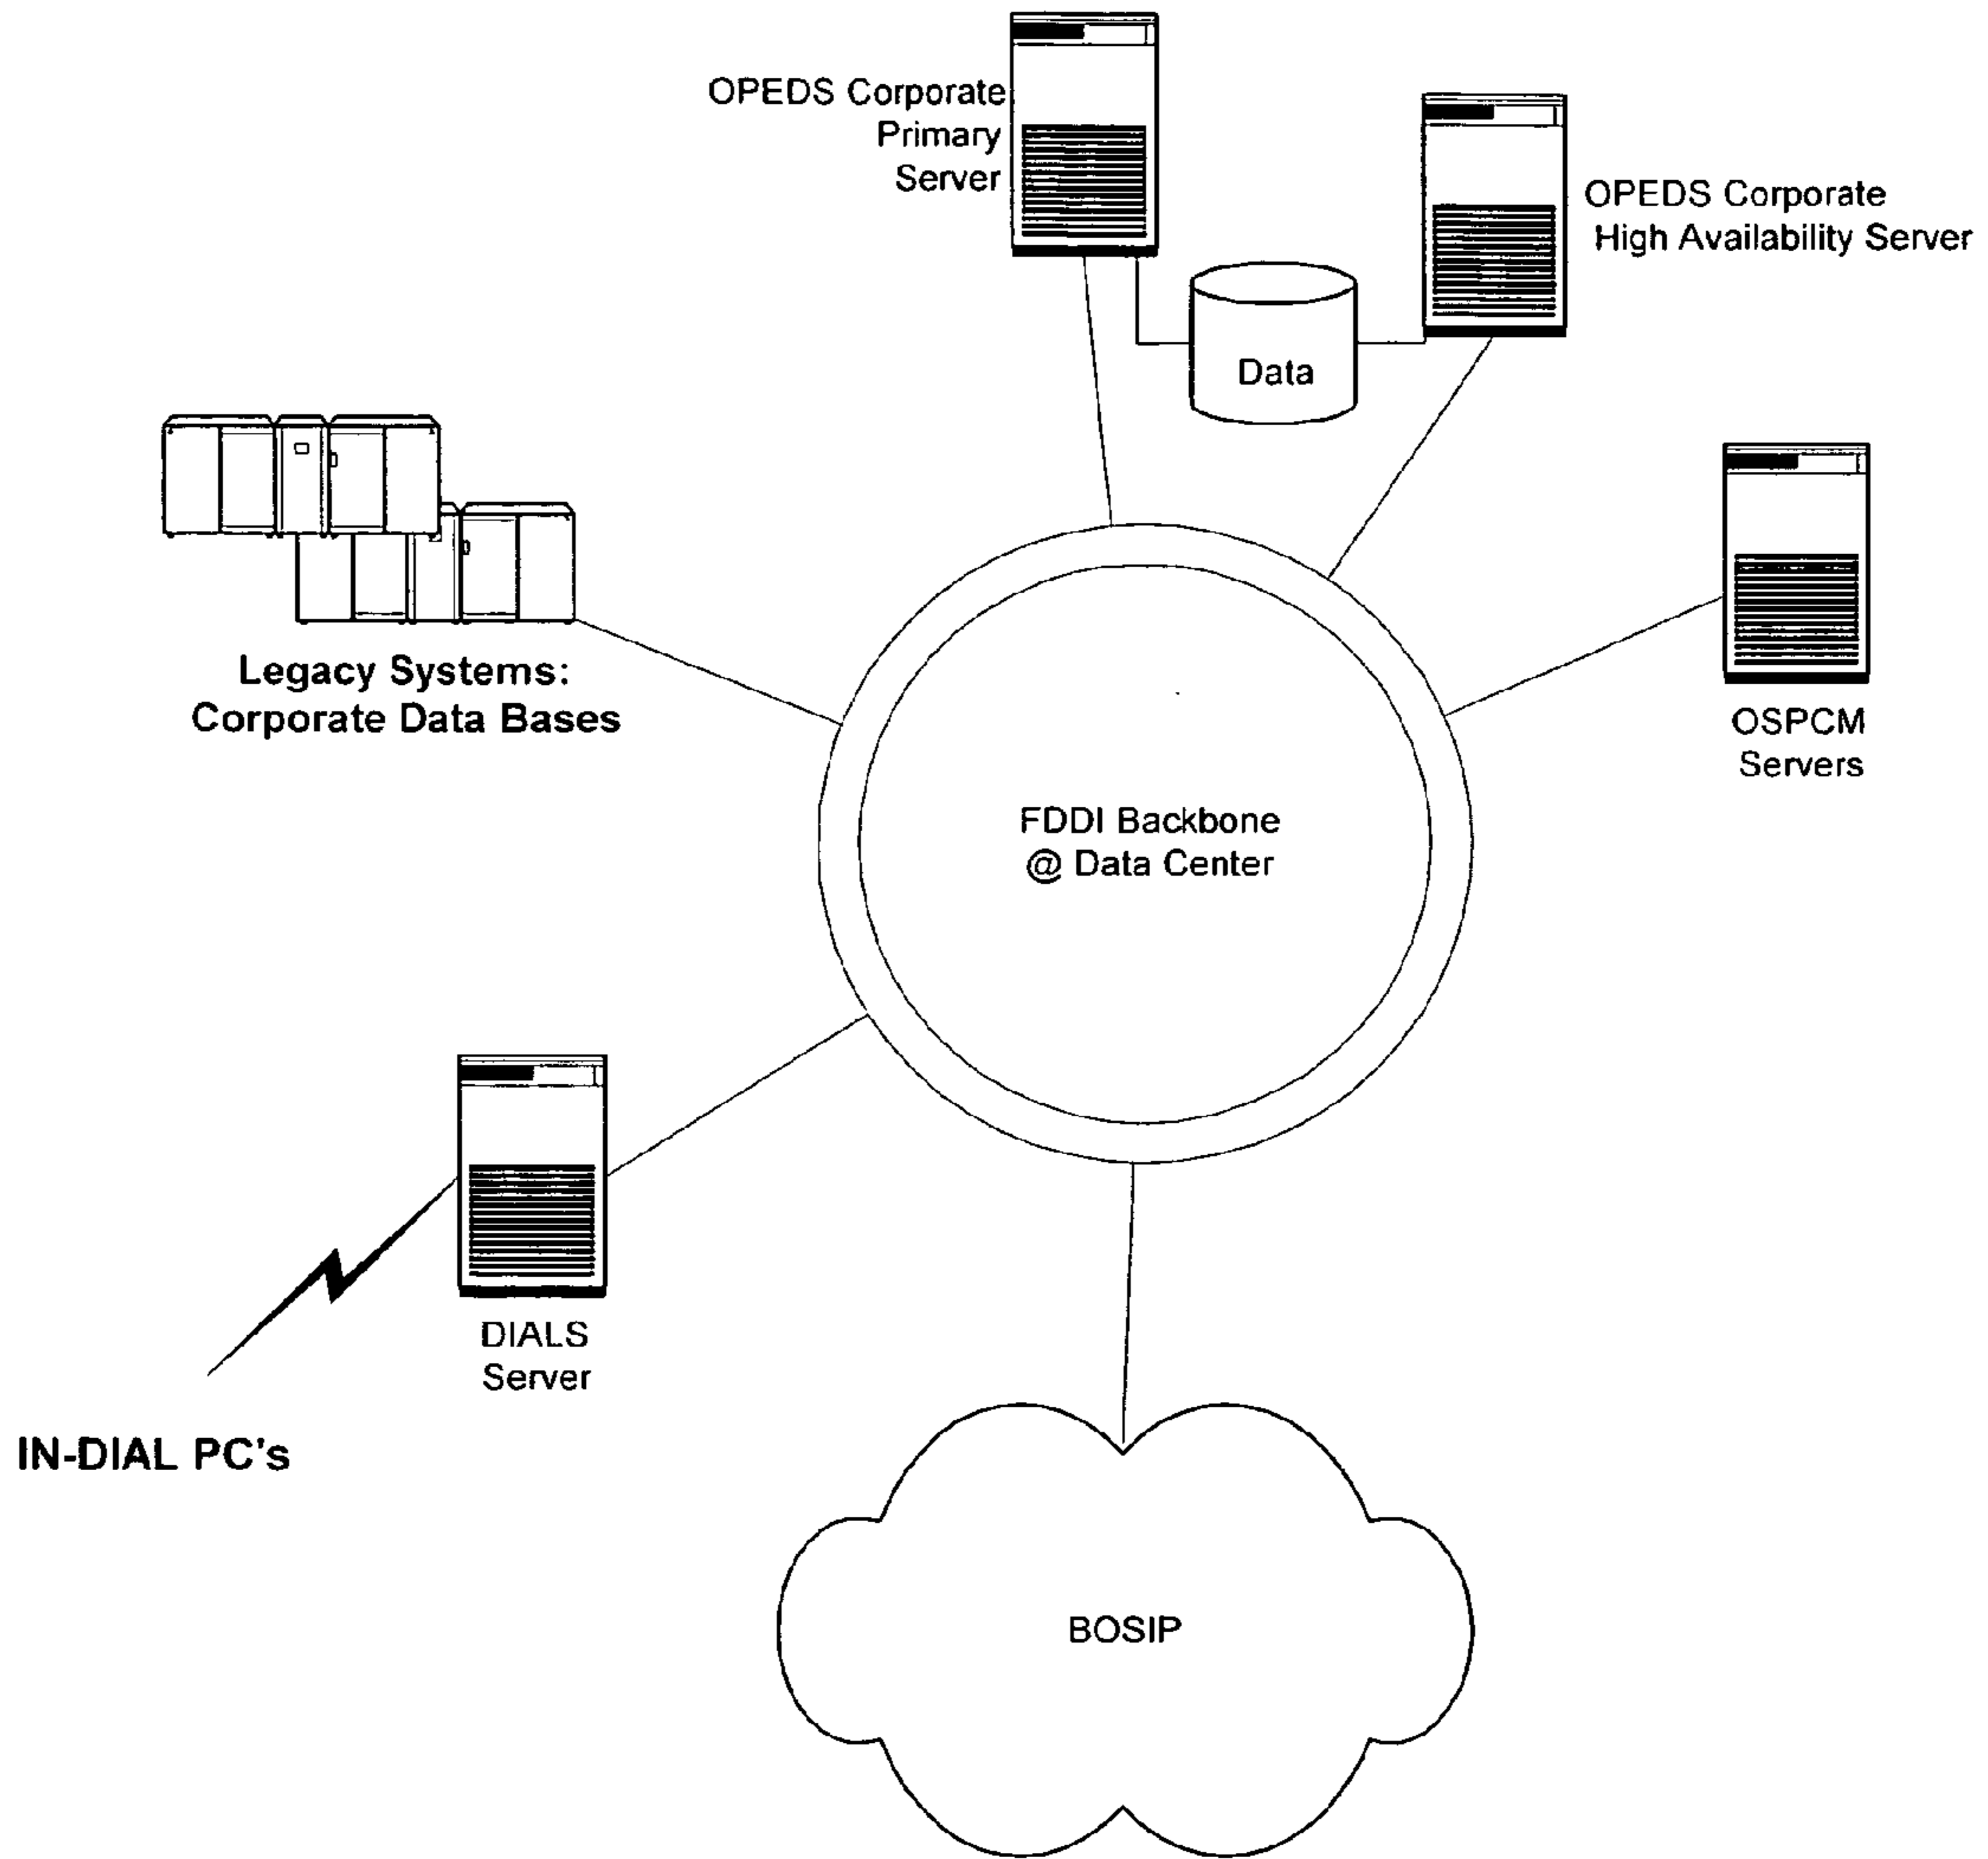 OPEDS Corporate
Primary
Server
OPEDS Corporate
High Availability Server
Data
Legacy Systems:
Corporate Data Bases
OSPCM
Servers
FDDI Backbone
@ Data Center
DIALS
Server
IN-DIAL PC's
BOSIP